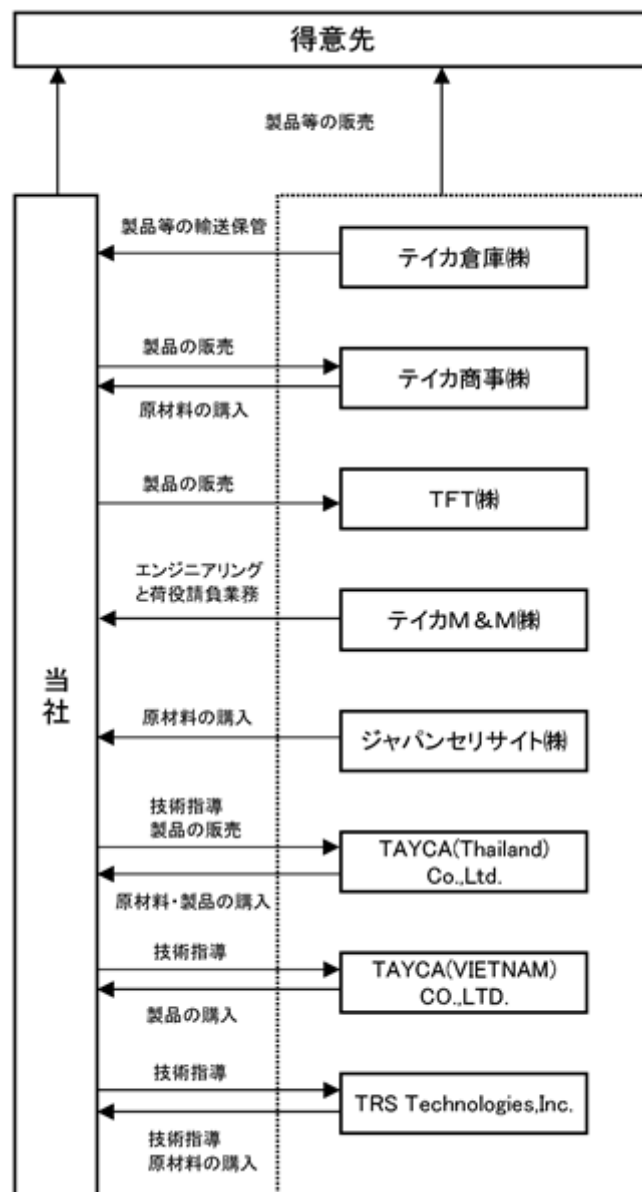 得意先
製品等の販売
製品等の輸送保管
テイカ倉庫㈱
製品の販売
テイカ商事㈱
原材料の購入
製品の販売
TFT㈱
エンジニアリング
と荷役請負業務
テイカM＆M㈱
当社
原材料の購入
ジャパンセリサイト㈱
技術指導
製品の販売
TAYCA(Thailand)
Co.,Ltd.
原材料・製品の購入
技術指導
TAYCA(VIETNAM)
CO.,LTD.
製品の購入
技術指導
TRS Technologies,Inc.
技術指導
原材料の購入